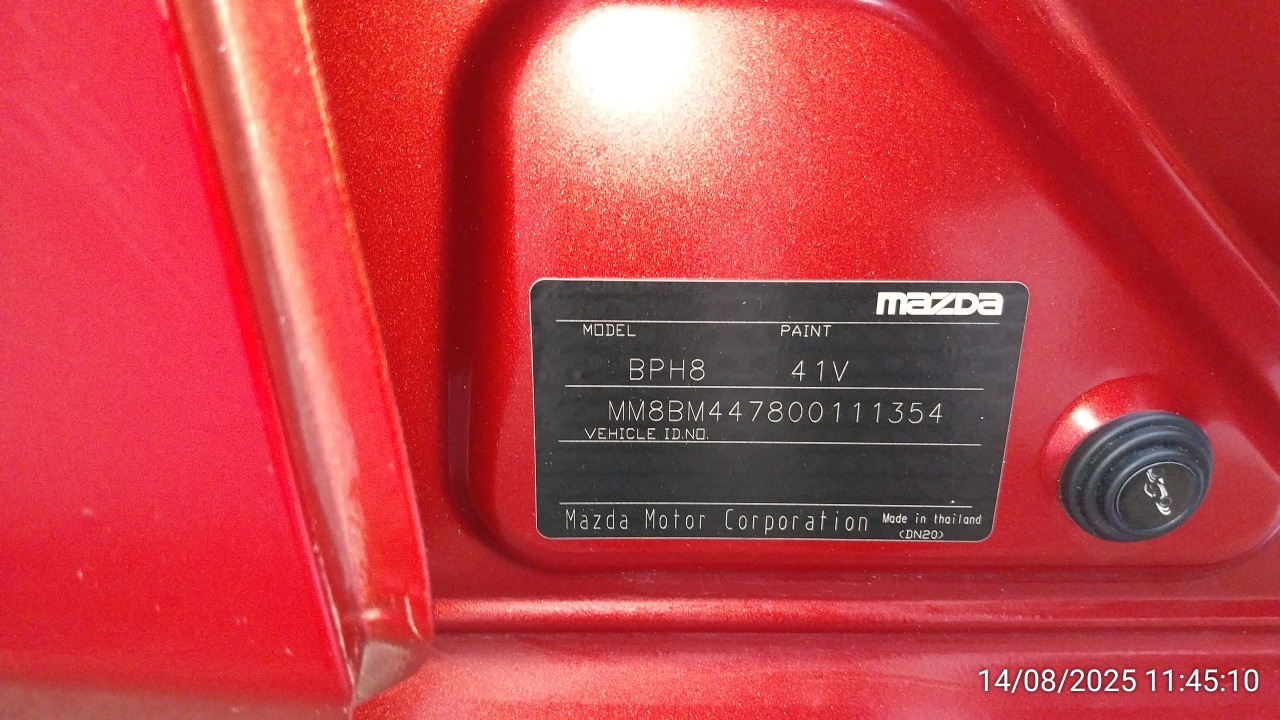 mazda
MODEL PAINT
BPH8 41V
MM8BM447800111354
VEHICLE ID.NO.
Mazda Motor Corporation Made in thailand
(DN20)
14/08/2025 11:45:10